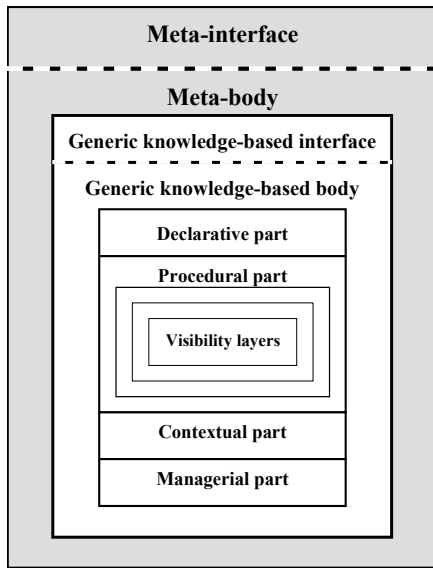 Meta-interface
Meta-body
Generic knowledge-based interface
Generic knowledge-based body
Declarative part
Procedural part
Visibility layers
Contextual part
Managerial part